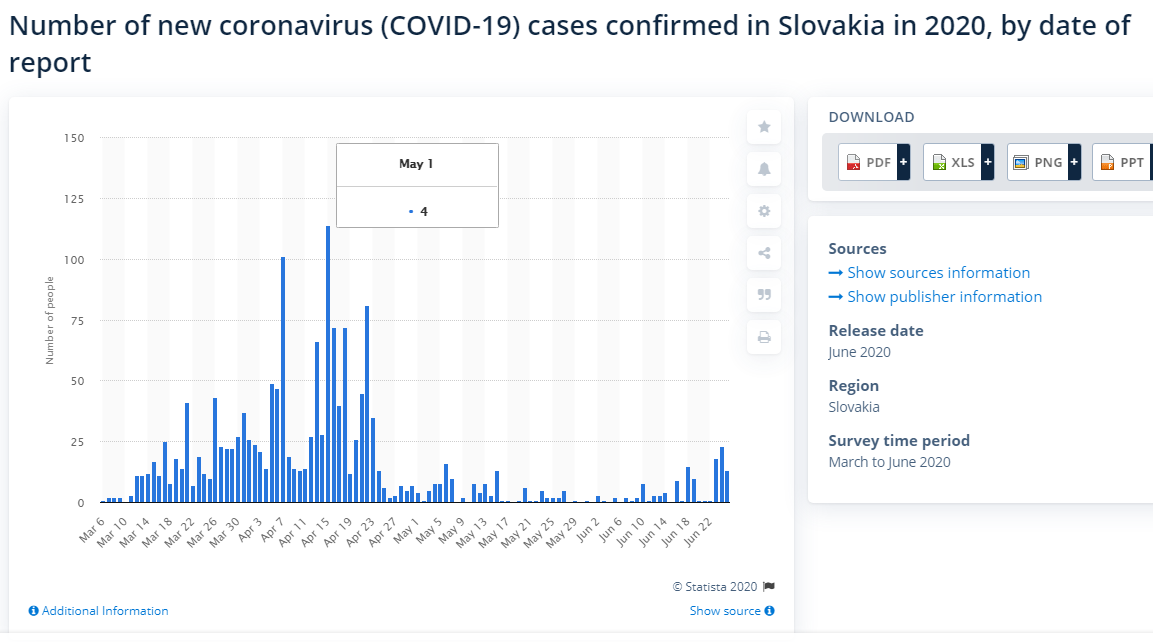 Number of new coronavirus (COVID-19) cases confirmed in Slovakia in 2020, by date of
report
150
125
100
75
50
25
0
Number of people
May 1
4
Mar 6
Mar 10
Mar 14
Mar 18
Mar 22
Mar 26
Mar 30
Apr 3
Apr 7
Apr 11
Apr 15
Apr 19
Apr 23
Apr 27
May 1
May 5
May 9
May 13
May 17
May 21
May 25
May 29
Jun 2
Jun 6
Jun 10
Jun 14
Jun 18
Jun 22
© Statista 2020
Additional Information
Show source
DOWNLOAD
PDF +
XLS +
PNG +
PPT
Sources
Show sources information
Show publisher information
Release date
June 2020
Region
Slovakia
Survey time period
March to June 2020